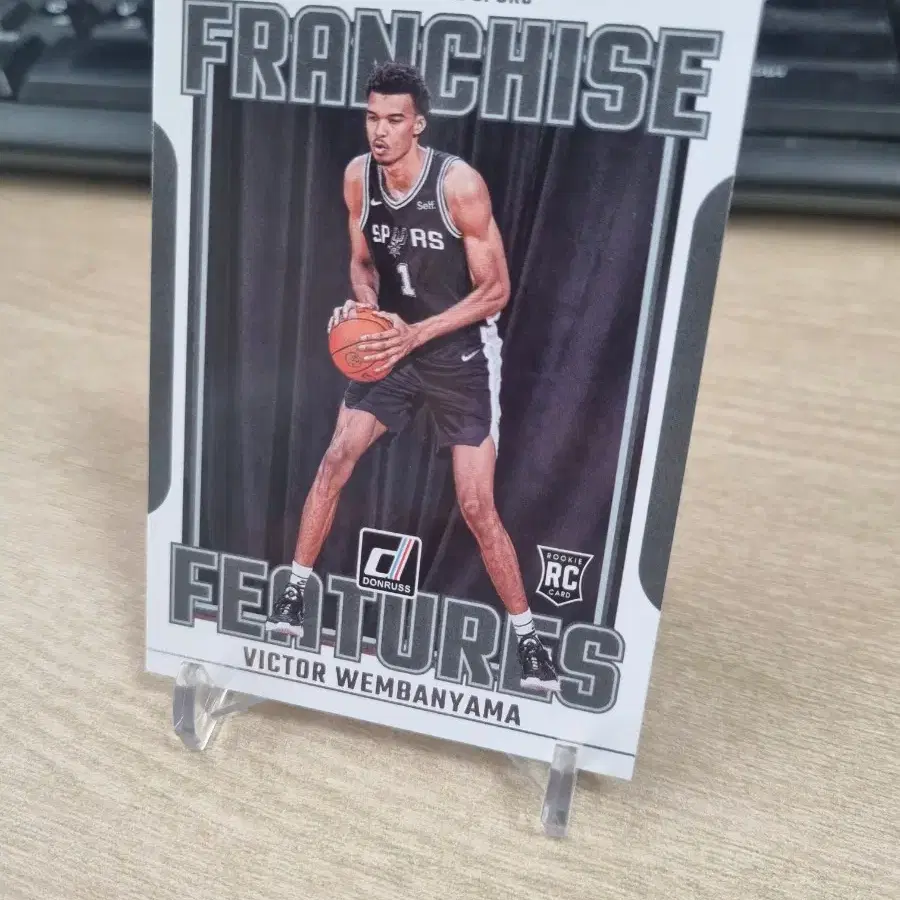 FRANCHISE
Self.
SPURS
1
DONRUSS
ROOKIE
RC
CARD
FEATURES
VICTOR WEMBANYAMA